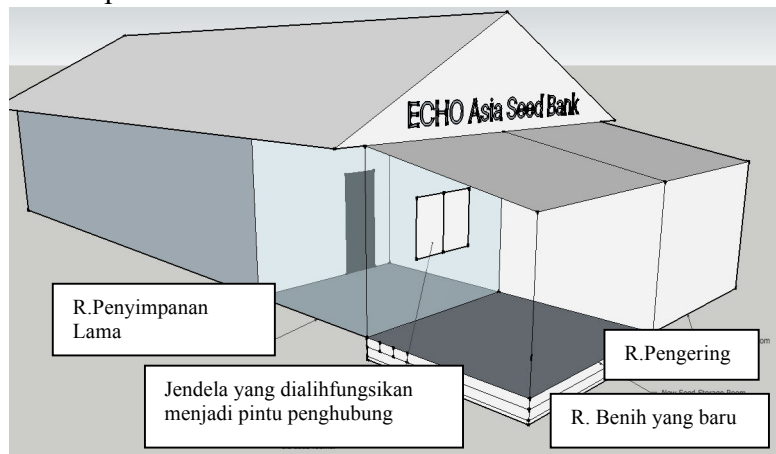 ECHO Asia Seed Bank
R.Penyimpanan
Lama
Jendela yang dialihfungsikan
menjadi pintu penghubung
R.Pengering
R. Benih yang baru